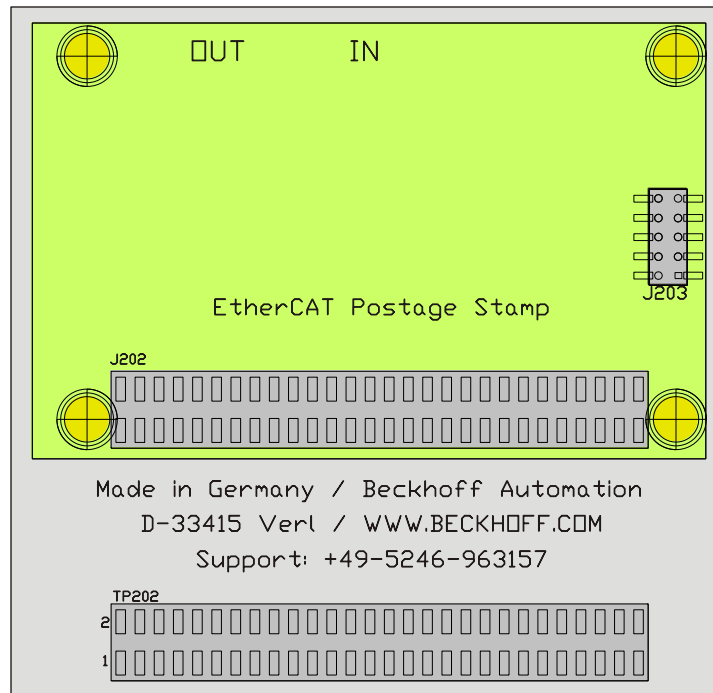 OUT IN
J203
EtherCAT Postage Stamp
J202
Made in Germany / Beckhoff Automation
D-33415 Verl / WWW.BECKHOFF.COM
Support: +49-5246-963157
TP202
2
1